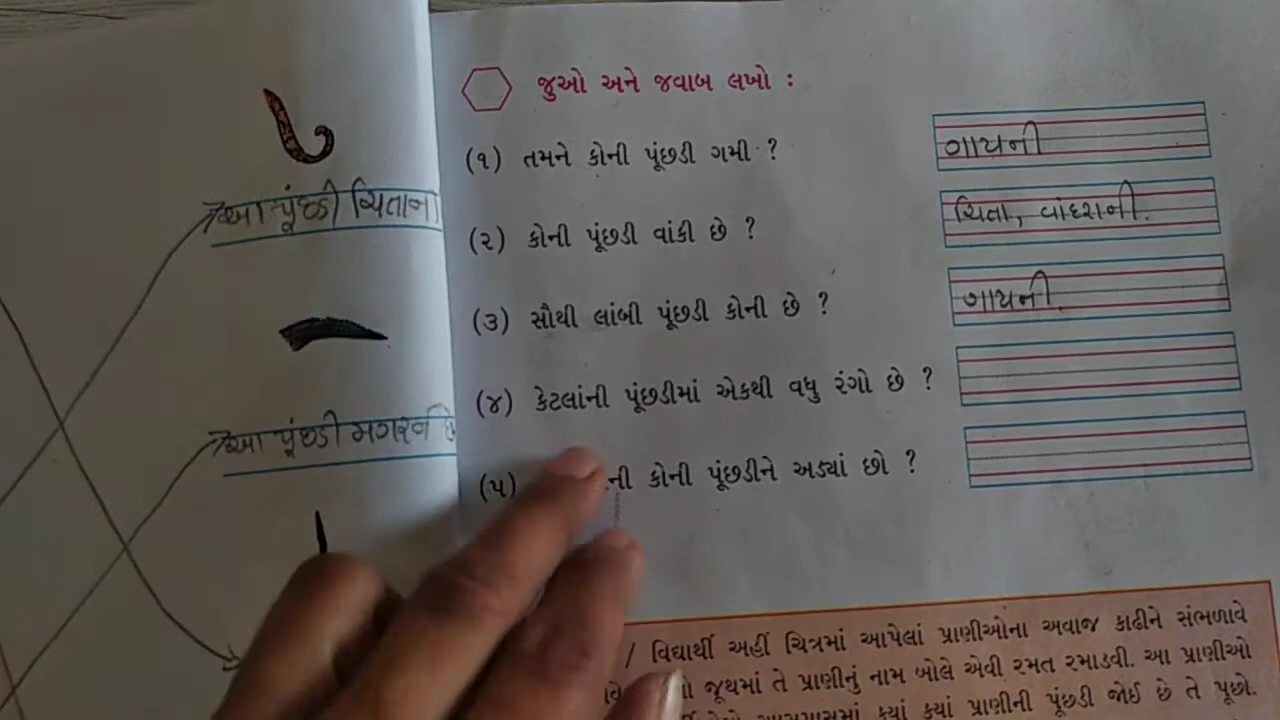 આ પૂંછડી ચિતાની
આ પૂંછડી મગરની છે
જુઓ અને જવાબ લખો :
(૧) તમને કોની પૂંછડી ગમી ? ગાયની
(૨) કોની પૂંછડી વાંકી છે ? ચિતા, વાંદરાની.
(૩) સૌથી લાંબી પૂંછડી કોની છે ? ગાયની.
(૪) કેટલાંની પૂંછડીમાં એકથી વધુ રંગો છે ?
(૫) કોની પૂંછડીને અડ્યાં છો ?
/ વિદ્યાર્થી અહીં ચિત્રમાં આપેલાં પ્રાણીઓના અવાજ કાઢીને સંભળાવે
જૂથમાં તે પ્રાણીનું નામ બોલે એવી રમત રમાડવી. આ પ્રાણીઓ
ક્યાં ક્યાં પ્રાણીની પૂંછડી જોઈ છે તે પૂછો.